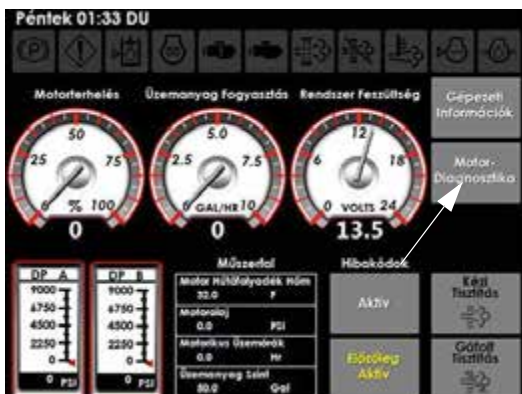 Péntek 01:33 DU
Motorterhelés
Üzemanyag Fogyasztás
Rendszer Feszültség
Gépezeti Információk
50
25
75
0
%
100
0
5.0
2.5
7.5
0
GAL/HR
10
0
12
6
18
0
VOLTS
24
13.5
Motor-
Diagnosztika
Műszerfal
Hibakódok
DP A
9000
6750
4500
2250
0
0 PSI
DP B
9000
6750
4500
2250
0
0 PSI
Motor Hűtőfolyadék Hőm
32.0 F
Motorolaj
0.0 PSI
Motorikus Üzemórák
0.0 Hr
Üzemanyag Szint
50.0 Gal
Aktív
Előzőleg
Aktív
Kézi
Tisztítás
Gátolt
Tisztítás